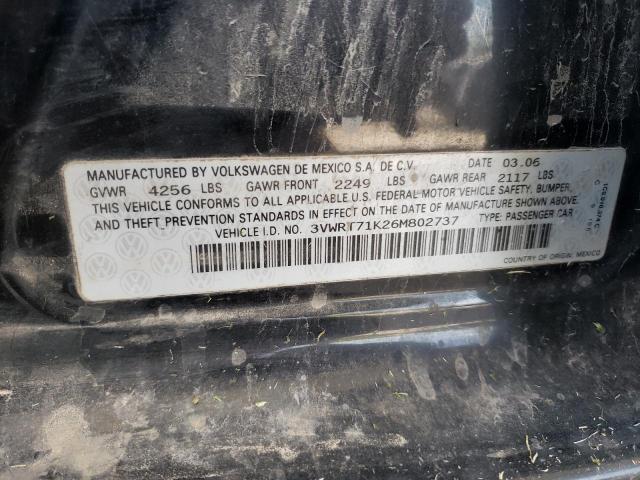 MANUFACTURED BY VOLKSWAGEN DE MEXICO S.A. DE C.V. DATE 03.06
GVWR 4256 LBS GAWR FRONT 2249 LBS GAWR REAR 2117 LBS
THIS VEHICLE CONFORMS TO ALL APPLICABLE U.S. FEDERAL MOTOR VEHICLE SAFETY, BUMPER,
AND THEFT PREVENTION STANDARDS IN EFFECT ON THE DATE OF MANUFACTURE SHOWN ABOVE.
VEHICLE I.D. NO. 3VWRT71K26M802737 TYPE: PASSENGER CAR
COUNTRY OF ORIGIN: MEXICO